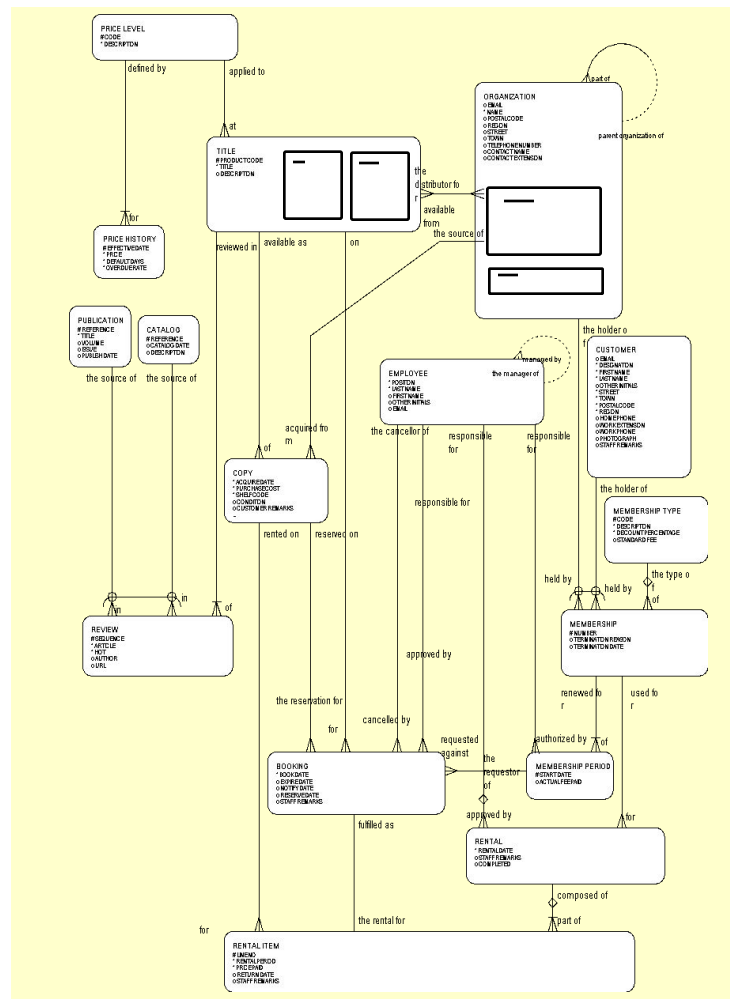 PRICE LEVEL
# CODE
* DESCRIPTION
defined by
applied to
at
for
PRICE HISTORY
# EFFECTIVEDATE
* PRICE
* DEFAULTDAYS
* OVERDUERATE
TITLE
# PRODUCTCODE
* TITLE
o DESCRIPTION
ORGANIZATION
o EMAIL
* NAME
o POSTALCODE
o REGION
o STREET
o TOWN
o TELEPHONENUMBER
o CONTACTNAME
o CONTACTEXTENSION
part of
parent organization of
the
distributor fo
r
available
from
the source of
reviewed in
available as
on
PUBLICATION
# REFERENCE
* TITLE
o VOLUME
o ISSUE
o PUBLISHDATE
CATALOG
# REFERENCE
o CATALOGDATE
o DESCRIPTION
the source of
the source of
the holder o
f
CUSTOMER
o EMAIL
* DESIGNATION
* FIRSTNAME
* LASTNAME
o OTHERINITIALS
* STREET
* TOWN
* POSTALCODE
* REGION
o HOMEPHONE
o WORKEXTENSION
o WORKPHONE
o PHOTOGRAPH
o STAFFREMARKS
EMPLOYEE
* POSITION
* LASTNAME
o FIRSTNAME
o OTHERINITIALS
o EMAIL
managed by
the manager of
acquired fro
m
of
the cancellor of
responsible
for
responsible
for
responsible for
COPY
* ACQUIREDATE
* PURCHASECOST
* SHELFCODE
o CONDITION
o CUSTOMERREMARKS
rented on
reserved on
the holder of
MEMBERSHIP TYPE
# CODE
* DESCRIPTION
* DISCOUNTPERCENTAGE
o STANDARDFEE
the type o
f
held by
held by
of
in
in
of
REVIEW
# SEQUENCE
* ARTICLE
* HOT
o AUTHOR
o URL
MEMBERSHIP
# NUMBER
o TERMINATIONREASON
o TERMINATIONDATE
approved by
renewed fo
r
used fo
r
the reservation for
for
cancelled by
requested
against
authorized by
of
BOOKING
* BOOKDATE
o EXPIREDATE
o NOTIFYDATE
o RESERVEDATE
o STAFFREMARKS
the
requestor
of
MEMBERSHIP PERIOD
# STARTDATE
o ACTUALFEEPAID
fulfilled as
approved by
for
RENTAL
* RENTALDATE
o STAFFREMARKS
o COMPLETED
composed of
for
the rental for
part of
RENTAL ITEM
# LINENO
* RENTALPERIOD
* PRICEPAID
o RETURNDATE
o STAFFREMARKS